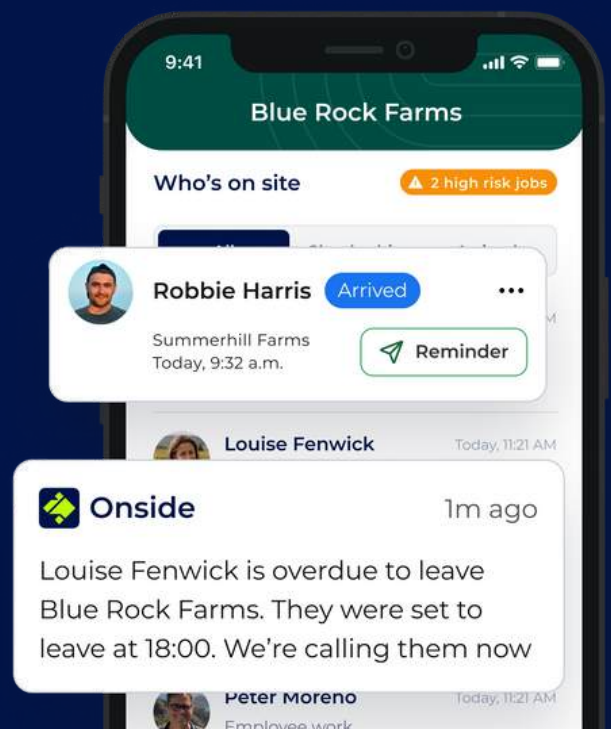 9:41
Blue Rock Farms
Who's on site
2 high risk jobs
Robbie Harris
Arrived
Summerhill Farms
Today, 9:32 a.m.
Reminder
Louise Fenwick
Today, 11:21 AM
Onside
1m ago
Louise Fenwick is overdue to leave
Blue Rock Farms. They were set to
leave at 18:00. We're calling them now
Peter Moreno
Today, 11:21 AM
Employee work